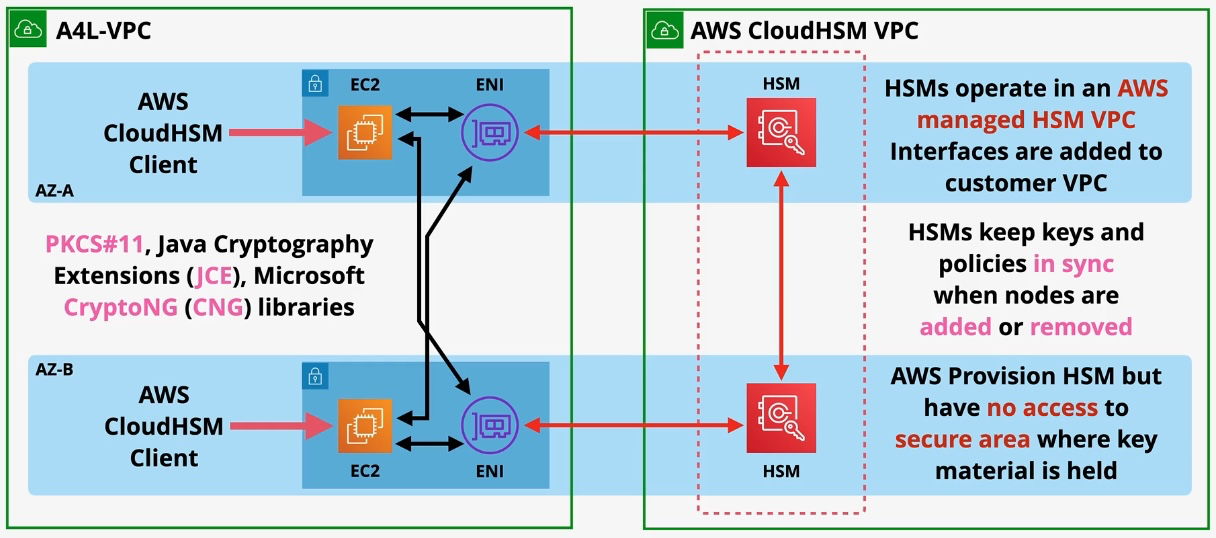 A4L-VPC
AWS CloudHSM VPC
AWS
CloudHSM
Client
EC2
ENI
HSM
HSMs operate in an AWS
managed HSM VPC
Interfaces are added to
customer VPC
AZ-A
PKCS#11, Java Cryptography
Extensions (JCE), Microsoft
CryptoNG (CNG) libraries
HSMs keep keys and
policies in sync
when nodes are
added or removed
AZ-B
AWS
CloudHSM
Client
EC2
ENI
HSM
AWS Provision HSM but
have no access to
secure area where key
material is held